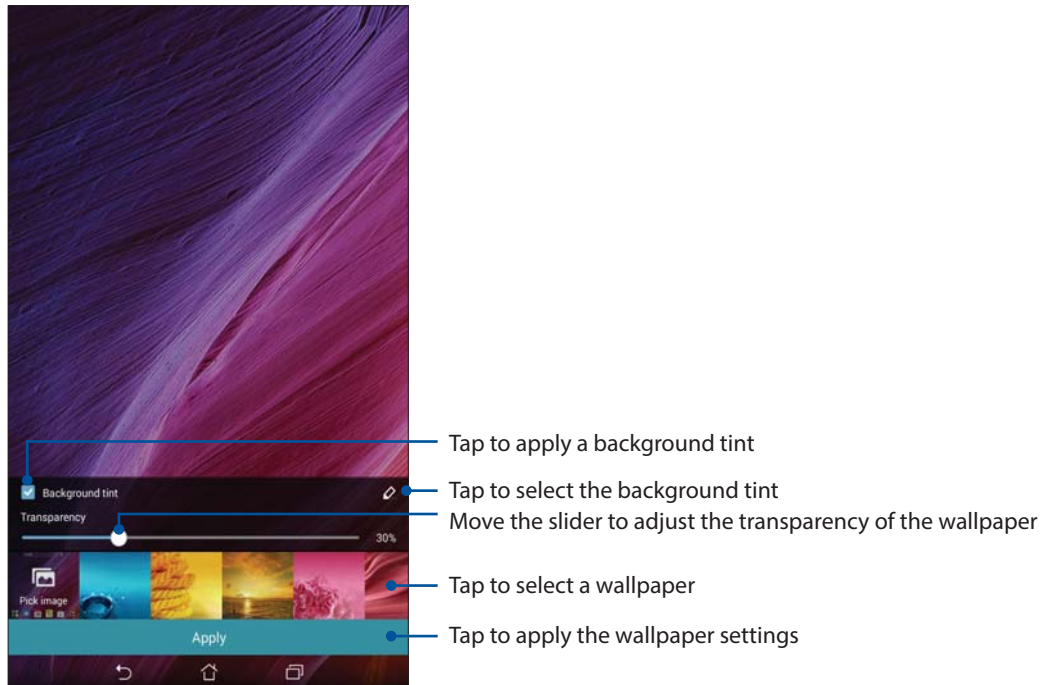 Tap to apply a background tint
Background tint
Tap to select the background tint
Transparency
Move the slider to adjust the transparency of the wallpaper
30%
Pick image
Tap to select a wallpaper
Apply
Tap to apply the wallpaper settings